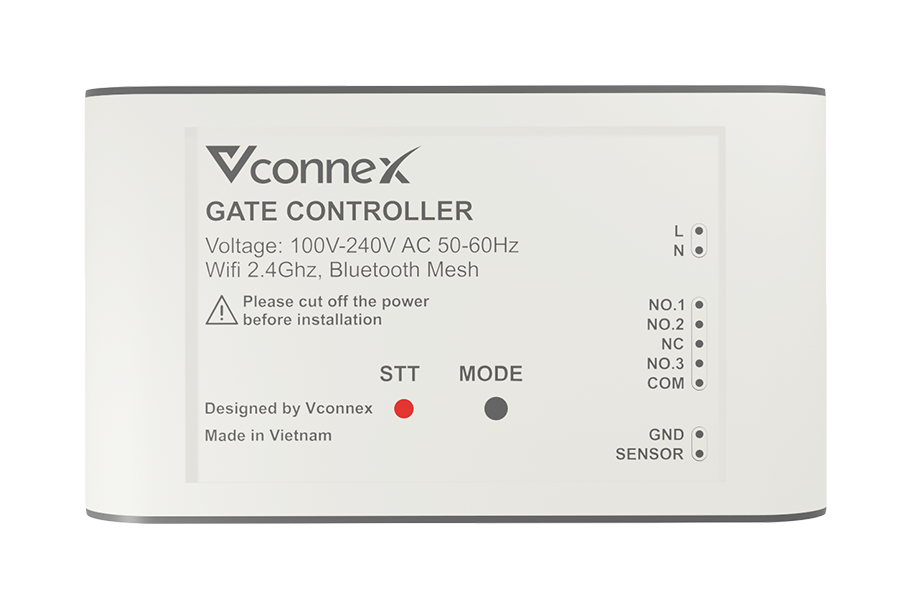 Vconnex
GATE CONTROLLER
Voltage: 100V-240V AC 50-60Hz
Wifi 2.4Ghz, Bluetooth Mesh
Please cut off the power
before installation
STT MODE
Designed by Vconnex
Made in Vietnam
L
N
NO.1
NO.2
NC
NO.3
COM
GND
SENSOR